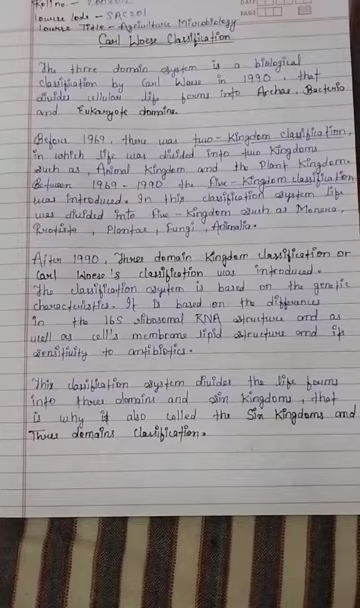 Course Code - SAC201
Course Title - Agriculture Microbiology
DATE
PAGE
Carl Woese Classification
The three domain system is a biological
classification by Carl Woese in 1990, that
divides cellular life forms into Archae, Bacteria
and Eukaryote domains.
Before 1969, there was two-Kingdom classification,
in which life was divided into two Kingdoms
such as, Animal Kingdom and the Plant Kingdom.
Between 1969-1990 the five-Kingdom classification
was introduced. In this classification system life
was divided into five-Kingdom such as Monera,
Protista, Plantae, Fungi, Animalia.
After 1990, Three domain Kingdom classification or
Carl Woese's classification was introduced.
The classification system is based on the genetic
characteristics. It is based on the differences
in the 16S ribosomal RNA structure and as
well as cell's membrane lipid structure and its
sensitivity to antibiotics.
This classification system divides the life forms
into three domains and six Kingdoms, that
is why it also called the Six Kingdoms and
Three domains classification.